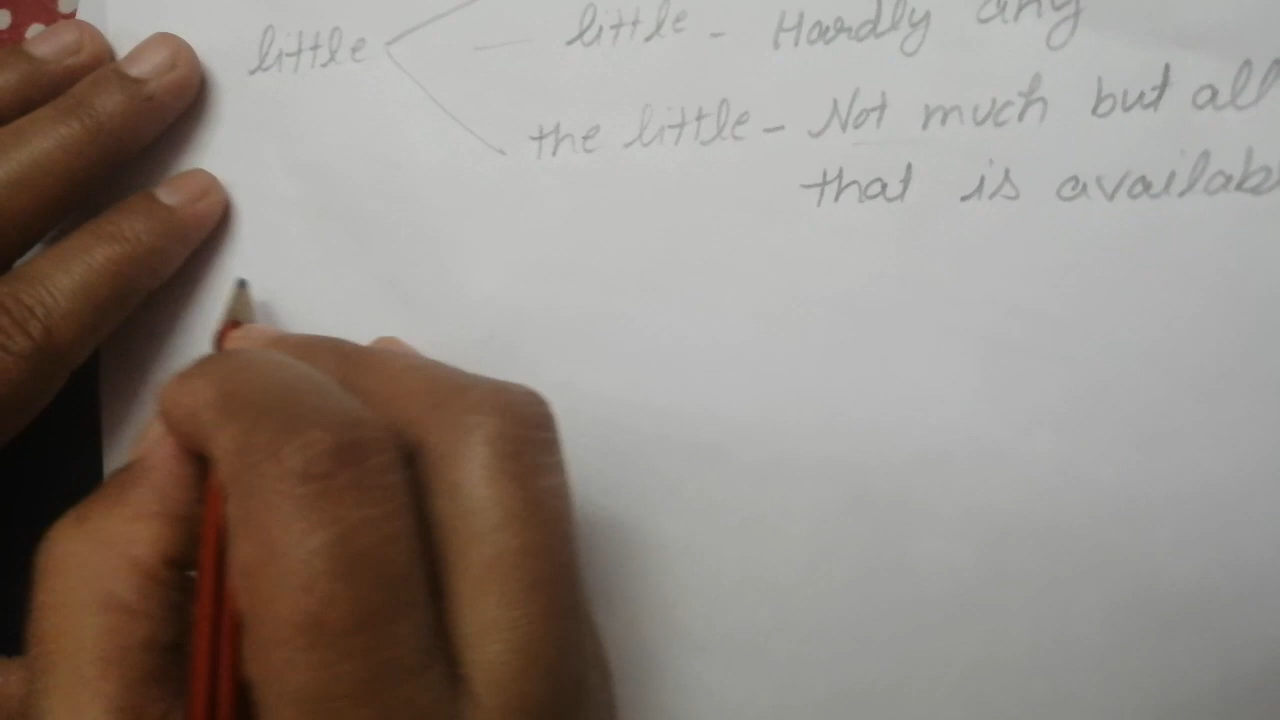 little - little - Hardly any
the little - Not much but all
that is availab